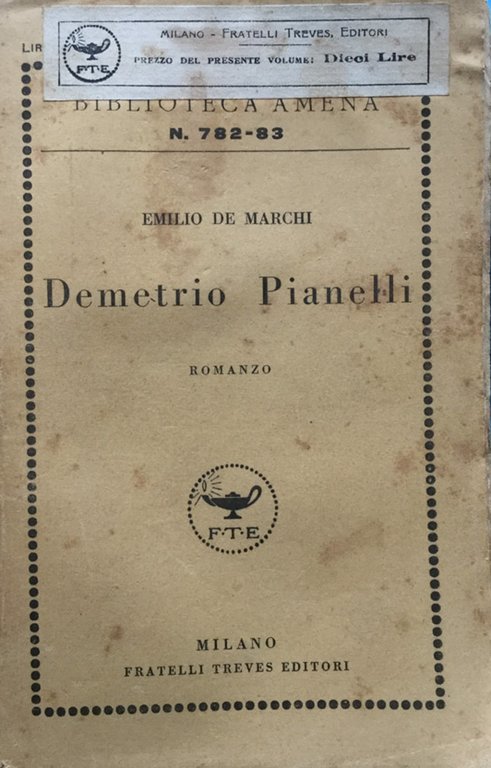 LIR
MILANO - FRATELLI TREVES, EDITORI
PREZZO DEL PRESENTE VOLUME: Dieci Lire
F·T·E
BIBLIOTECA AMENA
N. 782-83
EMILIO DE MARCHI
Demetrio Pianelli
ROMANZO
F·T·E
MILANO
FRATELLI TREVES EDITORI